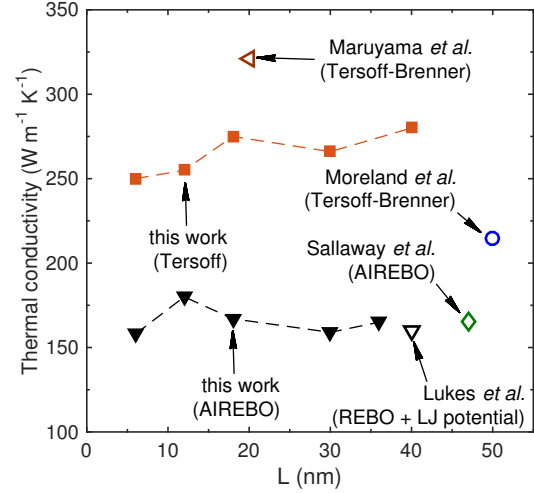 350
300
250
200
150
100
0
10
20
30
40
50
Thermal conductivity (W m⁻¹ K⁻¹)
L (nm)
Maruyama et al.
(Tersoff-Brenner)
Moreland et al.
(Tersoff-Brenner)
this work
(Tersoff)
Sallaway et al.
(AIREBO)
this work
(AIREBO)
Lukes et al.
(REBO + LJ potential)